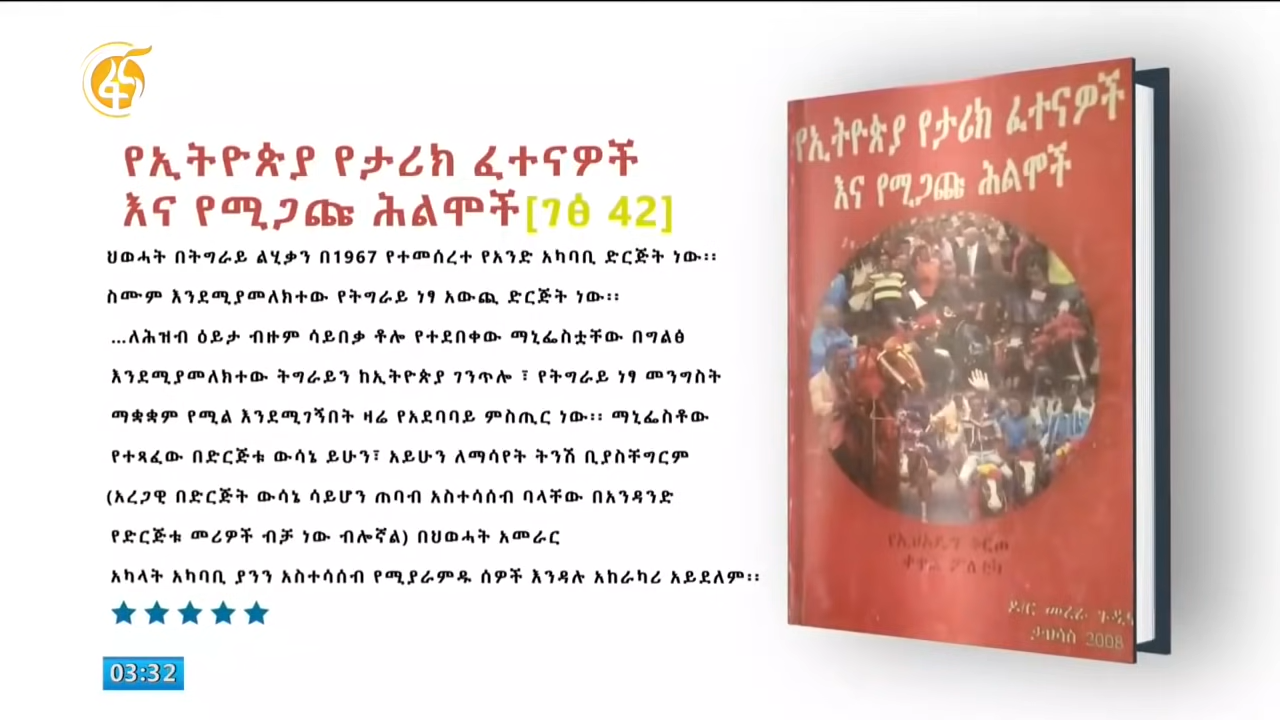 የኢትዮጵያ የታሪክ ፈተናዎች
እና የሚጋጩ ሕልሞች[ገፅ 42]
ህወሓት በትግራይ ልሂቃን በ1967 የተመሰረተ የአንድ አካባቢ ድርጅት ነው፡፡
ስሙም እንደሚያመለክተው የትግራይ ነፃ አውጪ ድርጅት ነው፡፡
...ለሕዝብ ዕይታ ብዙም ሳይበቃ ቶሎ የተደበቀው ማኒፌስቷቸው በግልፅ
እንደሚያመለክተው ትግራይን ከኢትዮጵያ ገንጥሎ ፣ የትግራይ ነፃ መንግስት
ማቋቋም የሚል እንደሚገኝበት ዛሬ የአደባባይ ምስጢር ነው፡፡ ማኒፌስቶው
የተጻፈው በድርጅቱ ውሳኔ ይሁን፣ አይሁን ለማሳየት ትንሽ ቢያስቸግርም
(አረጋዊ በድርጅት ውሳኔ ሳይሆን ጠባብ አስተሳሰብ ባላቸው በአንዳንድ
የድርጅቱ መሪዎች ብቻ ነው ብሎኛል) በህወሓት አመራር
አካላት አካባቢ ያንን አስተሳሰብ የሚያራምዱ ሰዎች እንዳሉ አከራካሪ አይደለም፡፡
03:32
የኢትዮጵያ የታሪክ ፈተናዎች
እና የሚጋጩ ሕልሞች
ዶ/ር መረራ ጉዲና
ታህሳስ 2008